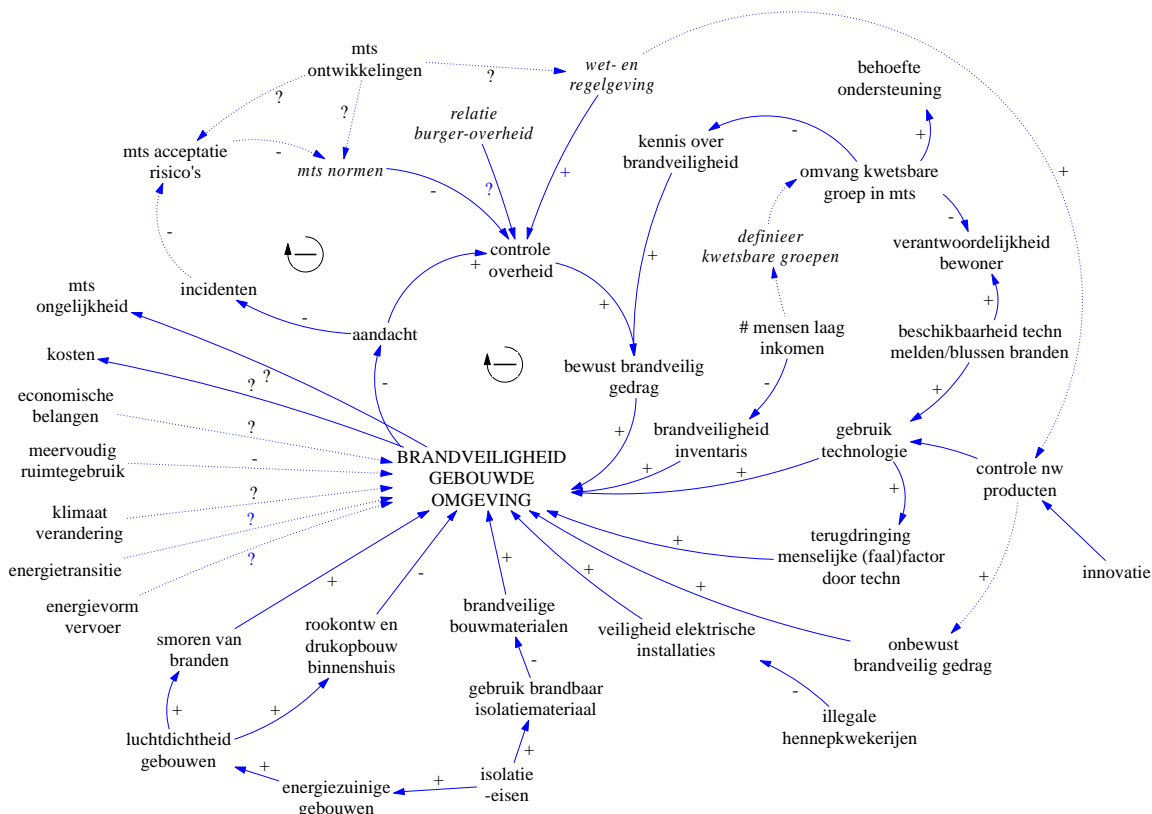 mts
ontwikkelingen
wet- en
regelgeving
behoefte
ondersteuning
relatie
burger-overheid
kennis over
brandveiligheid
mts acceptatie
risico's
mts normen
omvang kwetsbare
groep in mts
controle
overheid
definieer
kwetsbare groepen
verantwoordelijkheid
bewoner
mts
ongelijkheid
incidenten
aandacht
# mensen laag
inkomen
beschikbaarheid techn
melden/blussen branden
kosten
bewust brandveilig
gedrag
economische
belangen
brandveiligheid
inventaris
gebruik
technologie
meervoudig
ruimtegebruik
BRANDVEILIGHEID
GEBOUWDE
OMGEVING
controle nw
producten
klimaat
verandering
terugdringing
menselijke (faal)factor
door techn
energietransitie
innovatie
energievorm
vervoer
smoren van
branden
rookontw en
drukopbouw
binnenshuis
brandveilige
bouwmaterialen
veiligheid elektrische
installaties
onbewust
brandveilig gedrag
gebruik brandbaar
isolatiemateriaal
illegale
hennepkwekerijen
luchtdichtheid
gebouwen
energiezuinige
gebouwen
isolatie
-eisen
?
?
?
-
-
?
+
-
+
+
-
+
-
-
+
+
+
-
-
?
?
?
-
?
?
?
+
+
+
-
+
+
+
+
+
+
+
-
+
+
+
-
+
+
-
+
+